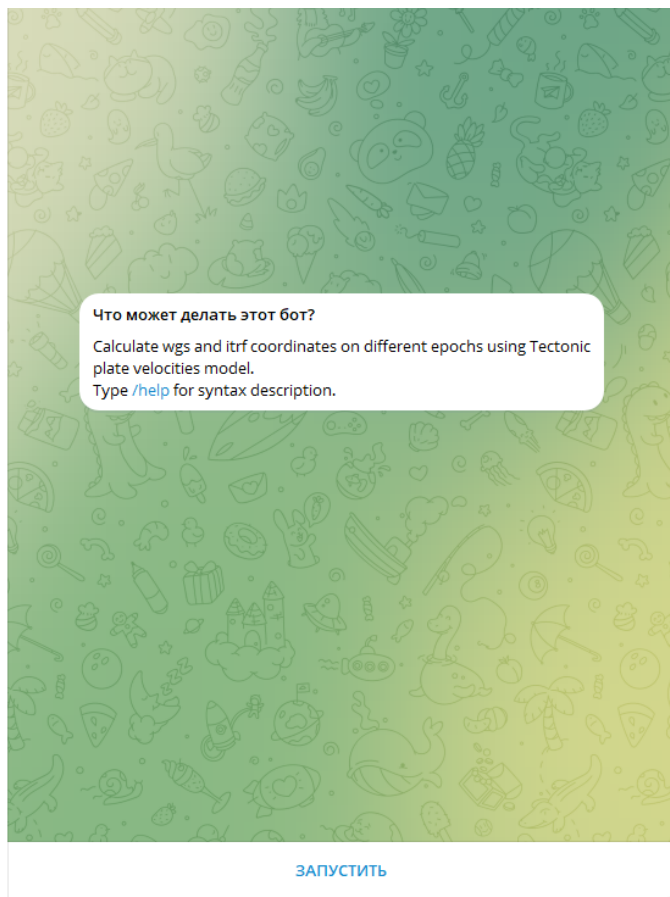 Что может делать этот бот?
Calculate wgs and itrf coordinates on different epochs using Tectonic
plate velocities model.
Type /help for syntax description.
ЗАПУСТИТЬ